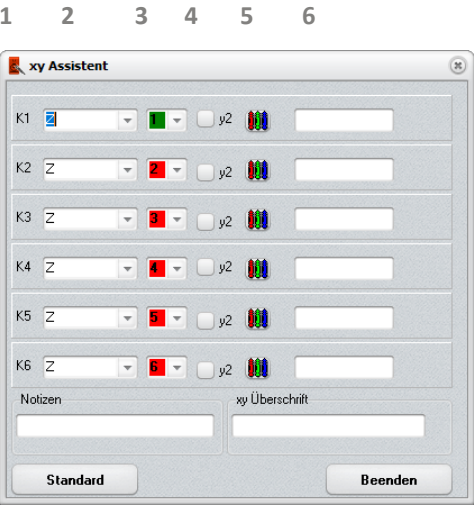 1 2 3 4 5 6
xy Assistent
K1 Z 1 y2
K2 Z 2 y2
K3 Z 3 y2
K4 Z 4 y2
K5 Z 5 y2
K6 Z 6 y2
Notizen xy Überschrift
Standard Beenden